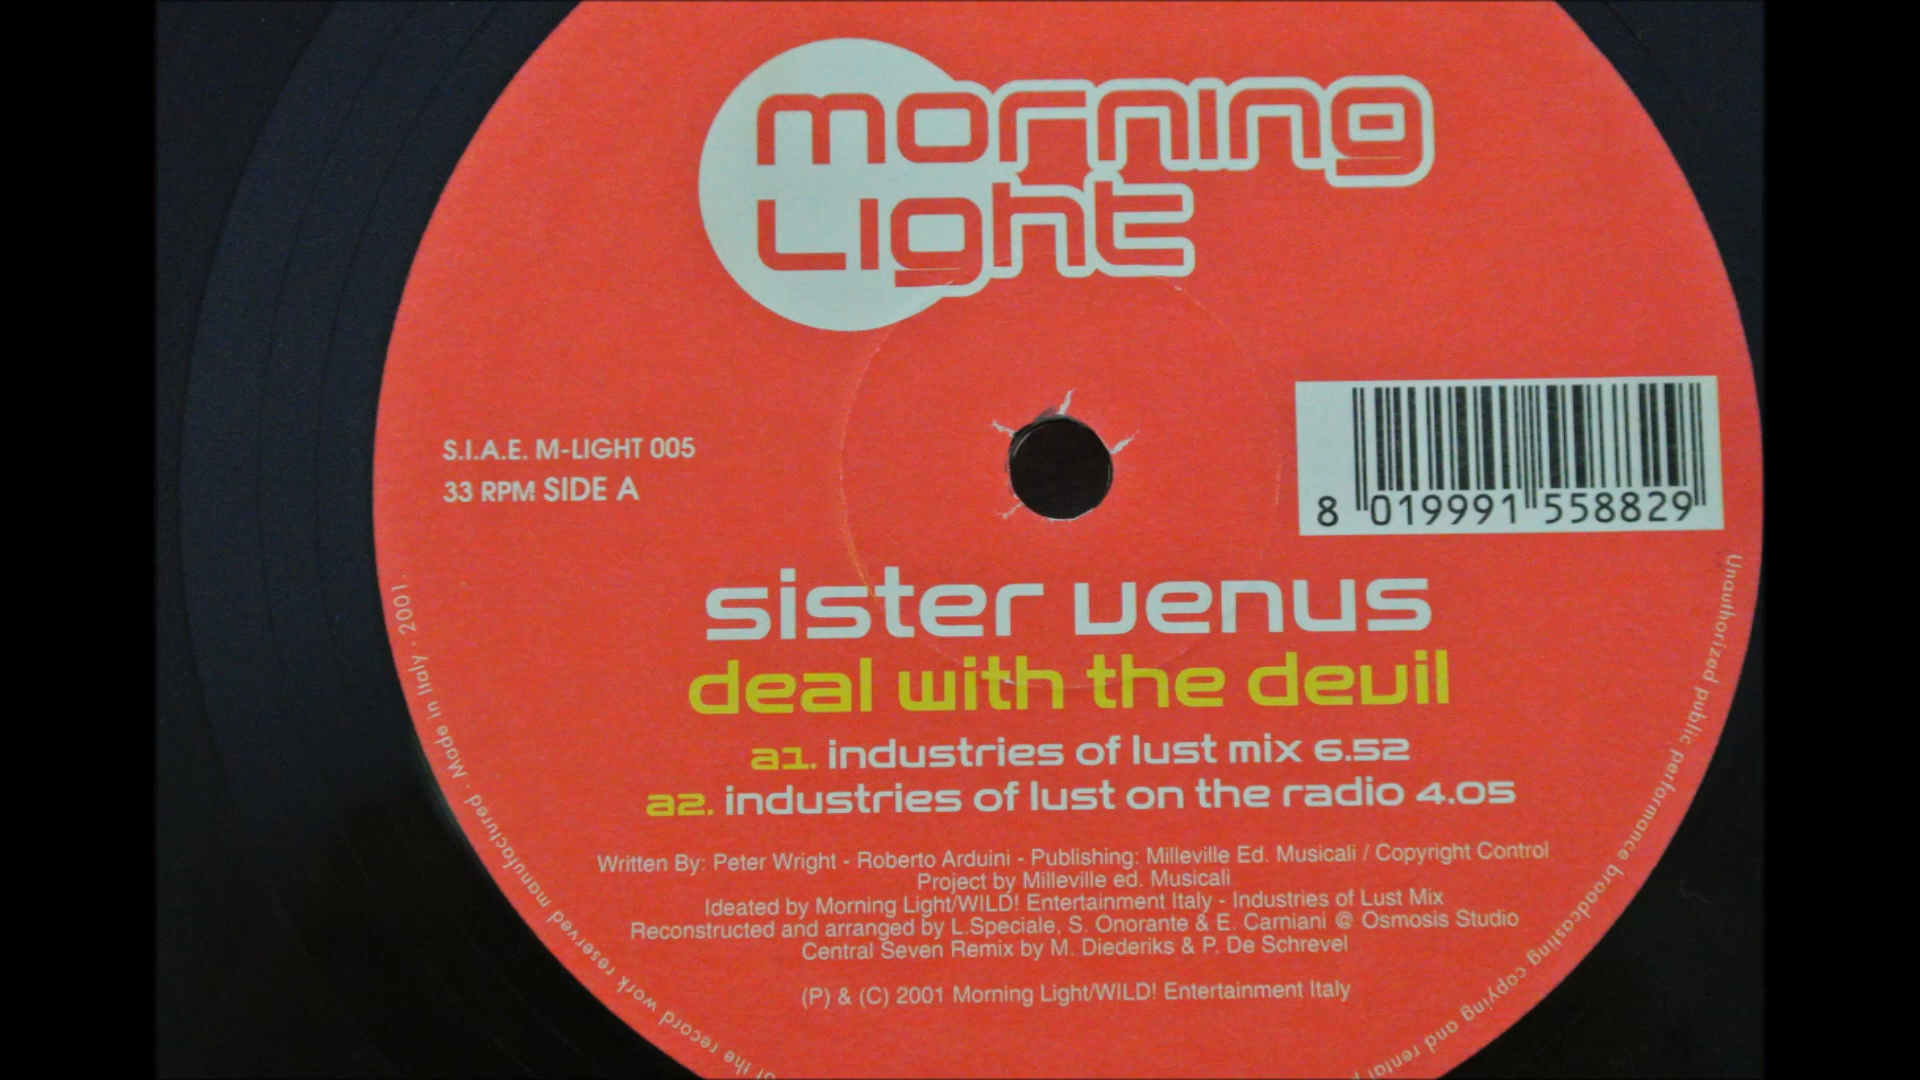 morning
Light
S.I.A.E. M-LIGHT 005
33 RPM SIDE A
8 019991 558829
sister venus
deal with the devil
a1. industries of lust mix 6.52
a2. industries of lust on the radio 4.05
Written By: Peter Wright - Roberto Arduini - Publishing: Milleville Ed. Musicali / Copyright Control
Project by Milleville ed. Musicali
Ideated by Morning Light/WILD! Entertainment Italy - Industries of Lust Mix
Reconstructed and arranged by L.Speciale, S. Onorante & E. Carniani @ Osmosis Studio
Central Seven Remix by M. Diederiks & P. De Schrevel
(P) & (C) 2001 Morning Light/WILD! Entertainment Italy
Unauthorized public performance broadcasting copying and rental
of the record work reserved manufactured - Made in Italy . 2001.